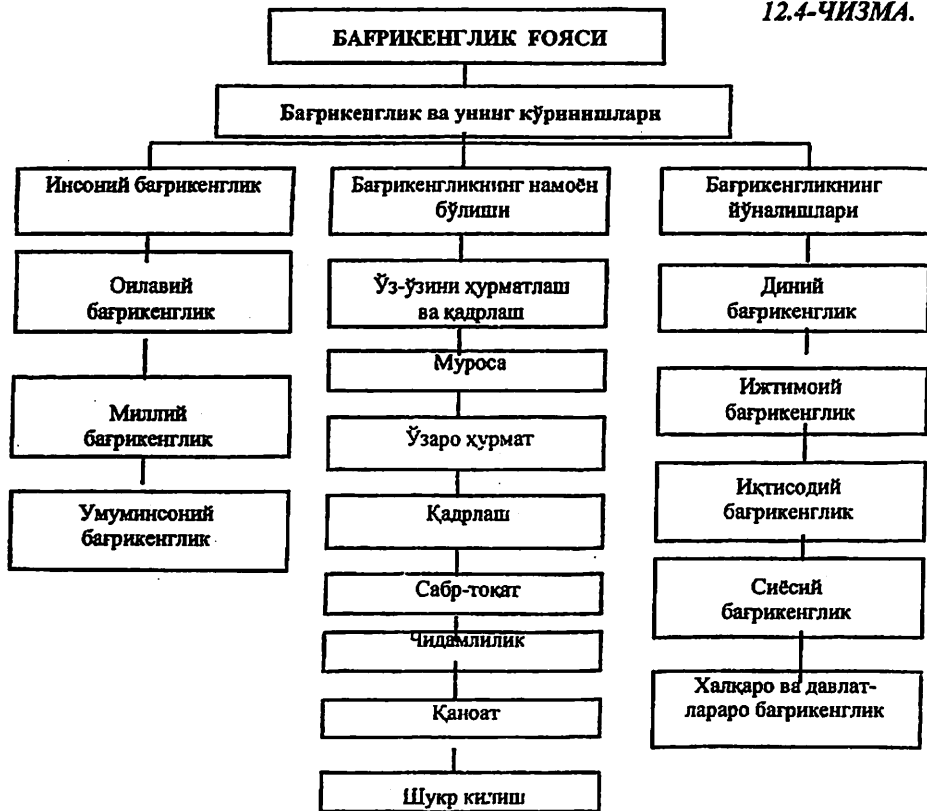 12.4-ЧИЗМА.
БАҒРИКЕНГЛИК ҒОЯСИ
Бағрикенглик ва унинг кўринишлари
Инсоний бағрикенглик
Оилавий
бағрикенглик
Миллий
бағрикенглик
Умуминсоний
бағрикенглик
Бағрикенгликнинг намоён
бўлиши
Ўз-ўзини ҳурматлаш
ва қадрлаш
Муроса
Ўзаро ҳурмат
Қадрлаш
Сабр-тоқат
Чидамлилик
Қаноат
Шукр қилиш
Бағрикенгликнинг
йўналишлари
Диний
бағрикенглик
Ижтимоий
бағрикенглик
Иқтисодий
бағрикенглик
Сиёсий
бағрикенглик
Халқаро ва давлат-
лараро бағрикенглик